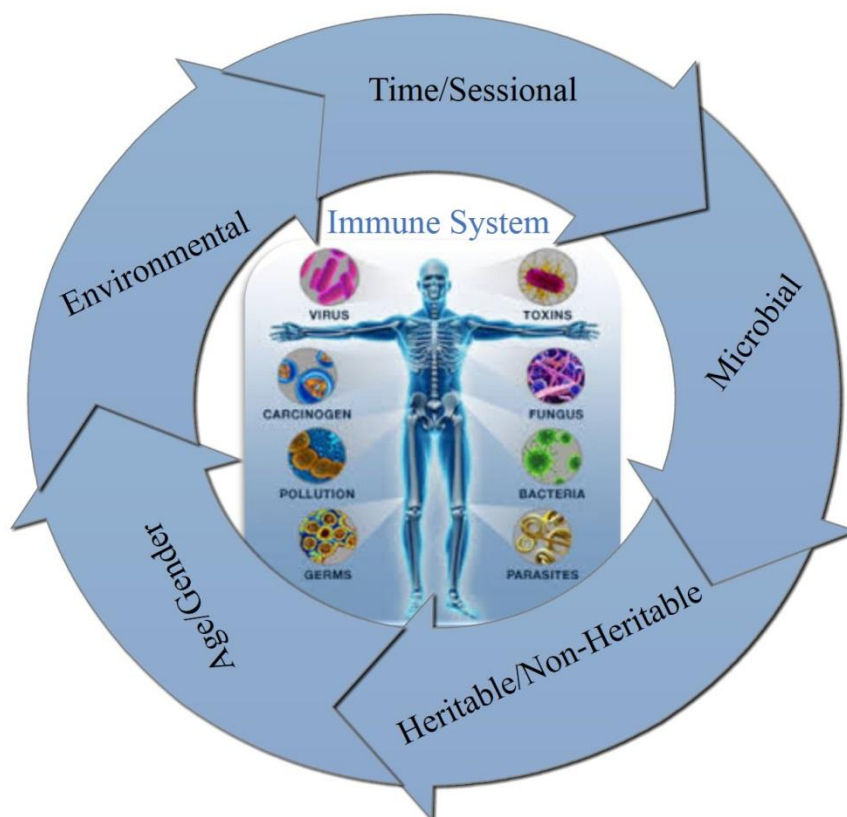 Time/Sessional
Immune System
Environmental
Microbial
VIRUS
TOXINS
CARCINOGEN
FUNGUS
POLLUTION
BACTERIA
GERMS
PARASITES
Age/Gender
Heritable/Non-Heritable